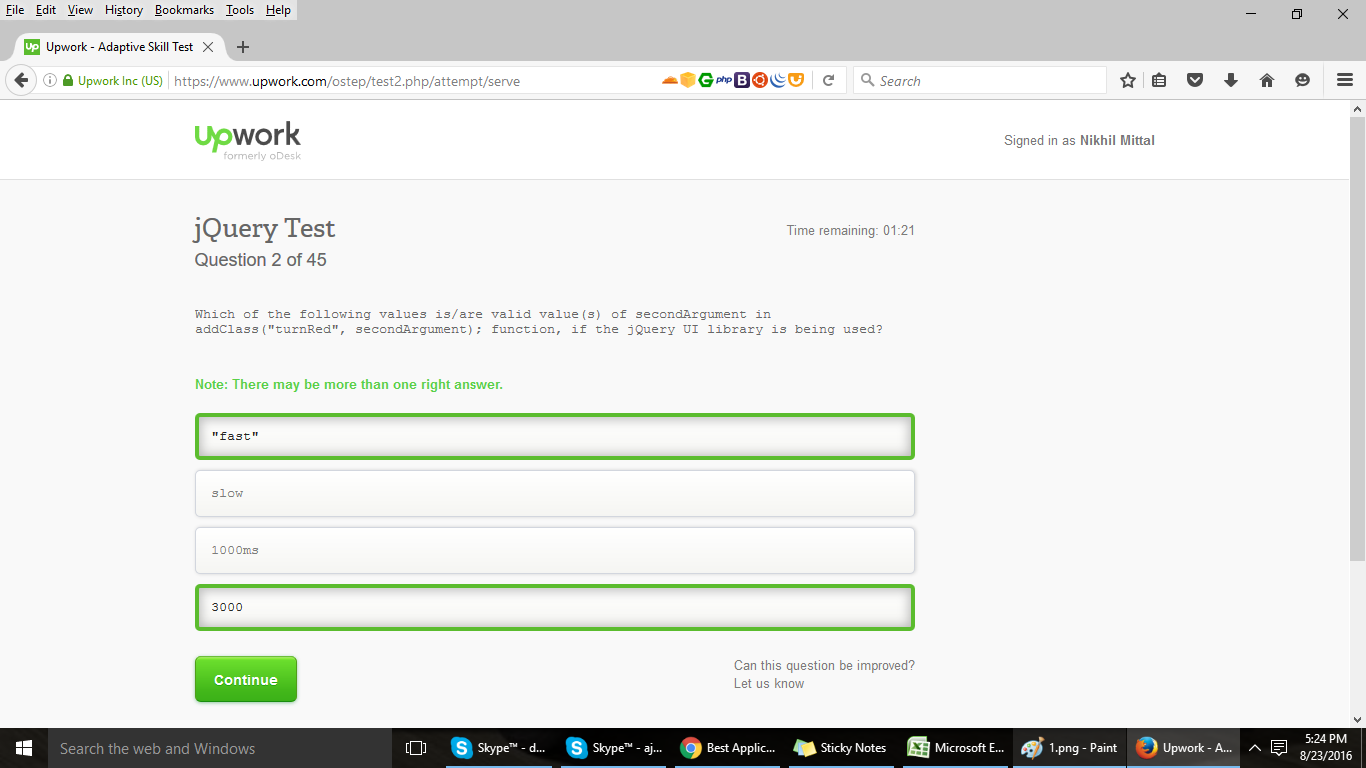 File Edit View History Bookmarks Tools Help
Up Upwork - Adaptive Skill Test
Upwork Inc (US) https://www.upwork.com/ostep/test2.php/attempt/serve php B Search
upwork
formerly oDesk
Signed in as Nikhil Mittal
jQuery Test
Time remaining: 01:21
Question 2 of 45
Which of the following values is/are valid value(s) of secondArgument in
addClass("turnRed", secondArgument); function, if the jQuery UI library is being used?
Note: There may be more than one right answer.
"fast"
slow
1000ms
3000
Continue
Can this question be improved?
Let us know
Search the web and Windows Skype™ - d... Skype™ - aj... Best Applic... Sticky Notes Microsoft E... 1.png - Paint Upwork - A... 5:24 PM
8/23/2016